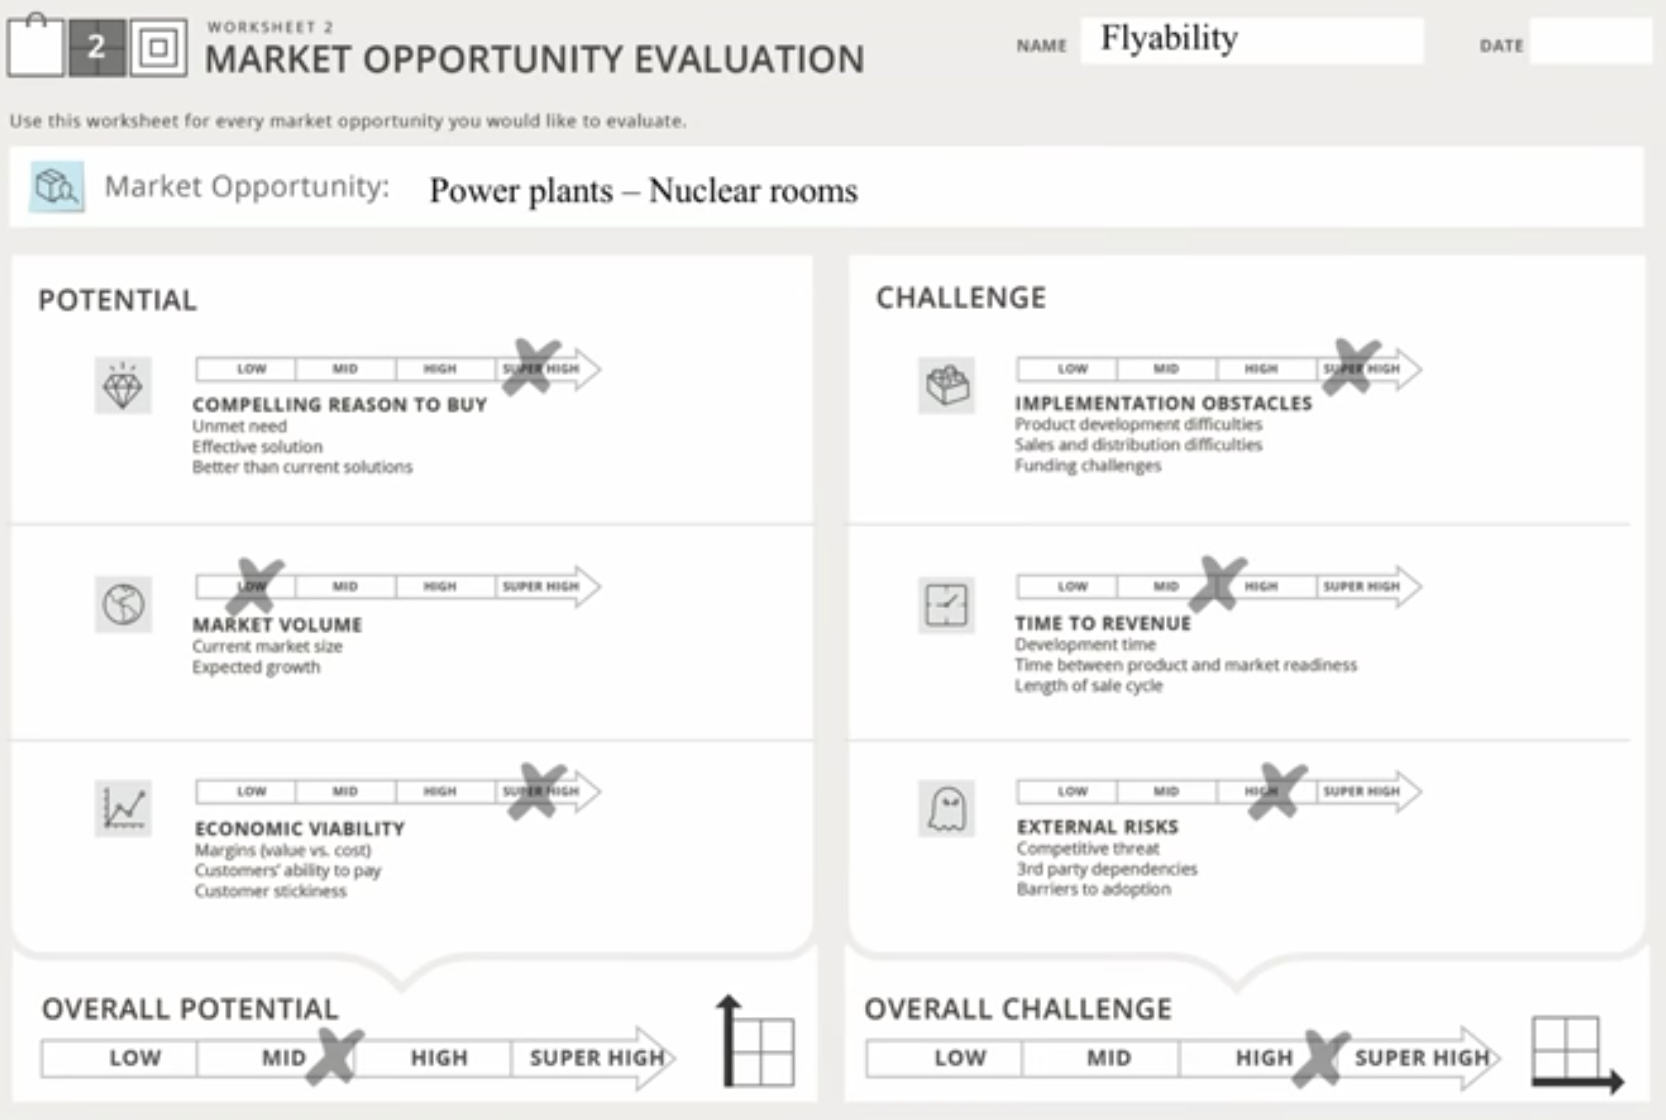 2
WORKSHEET 2
MARKET OPPORTUNITY EVALUATION
NAME Flyability
DATE
Use this worksheet for every market opportunity you would like to evaluate.
Market Opportunity: Power plants – Nuclear rooms
POTENTIAL
LOW MID HIGH SUPER HIGH
COMPELLING REASON TO BUY
Unmet need
Effective solution
Better than current solutions
LOW MID HIGH SUPER HIGH
MARKET VOLUME
Current market size
Expected growth
LOW MID HIGH SUPER HIGH
ECONOMIC VIABILITY
Margins (value vs. cost)
Customers' ability to pay
Customer stickiness
OVERALL POTENTIAL
LOW MID HIGH SUPER HIGH
CHALLENGE
LOW MID HIGH SUPER HIGH
IMPLEMENTATION OBSTACLES
Product development difficulties
Sales and distribution difficulties
Funding challenges
LOW MID HIGH SUPER HIGH
TIME TO REVENUE
Development time
Time between product and market readiness
Length of sale cycle
LOW MID HIGH SUPER HIGH
EXTERNAL RISKS
Competitive threat
3rd party dependencies
Barriers to adoption
OVERALL CHALLENGE
LOW MID HIGH SUPER HIGH